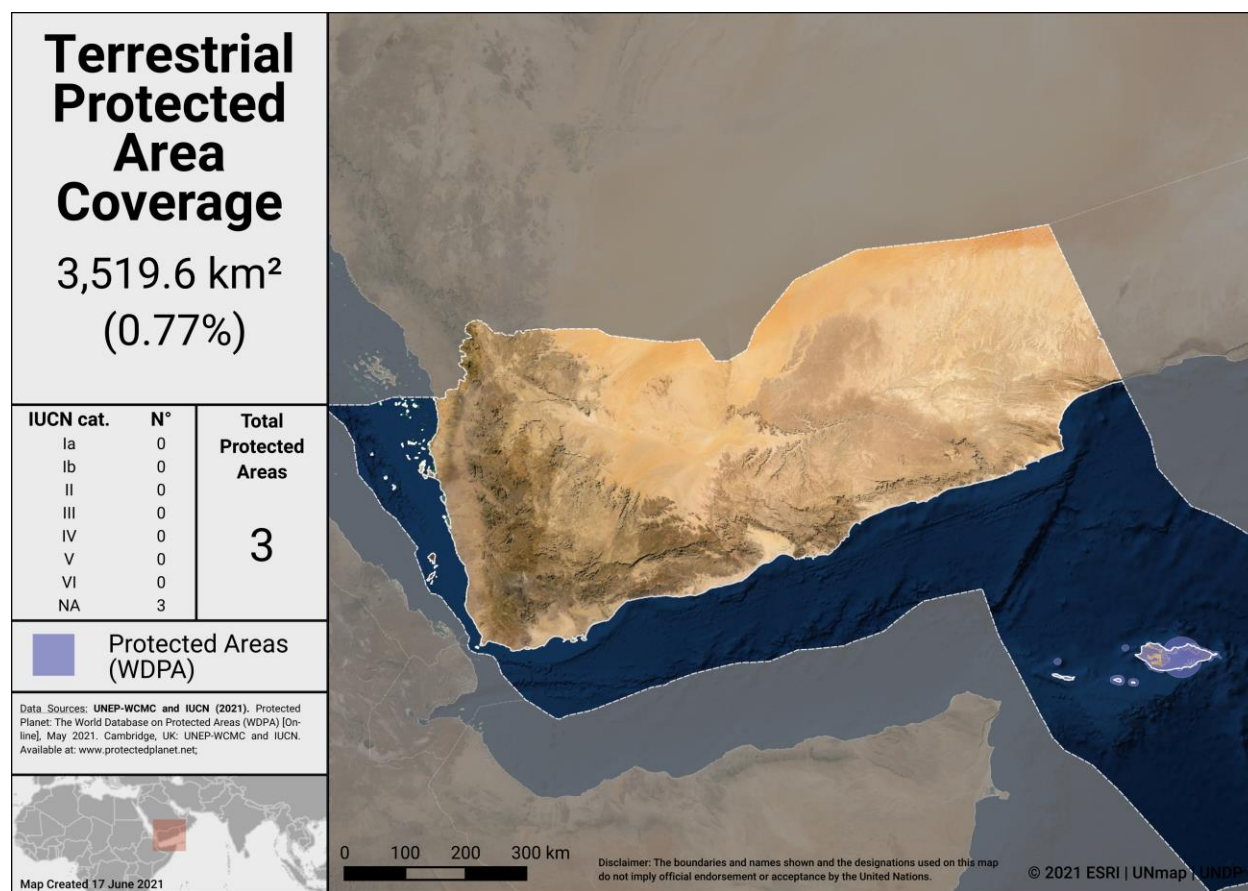 Terrestrial
Protected
Area
Coverage
3,519.6 km²
(0.77%)
IUCN cat. N°
Ia 0
Ib 0
II 0
III 0
IV 0
V 0
VI 0
NA 3
Total
Protected
Areas
3
Protected Areas
(WDPA)
Data Sources: UNEP-WCMC and IUCN (2021). Protected
Planet: The World Database on Protected Areas (WDPA) [On-
line], May 2021. Cambridge, UK: UNEP-WCMC and IUCN.
Available at: www.protectedplanet.net;
Map Created 17 June 2021
0 100 200 300 km
Disclaimer: The boundaries and names shown and the designations used on this map
do not imply official endorsement or acceptance by the United Nations.
© 2021 ESRI | UNmap | UNDP